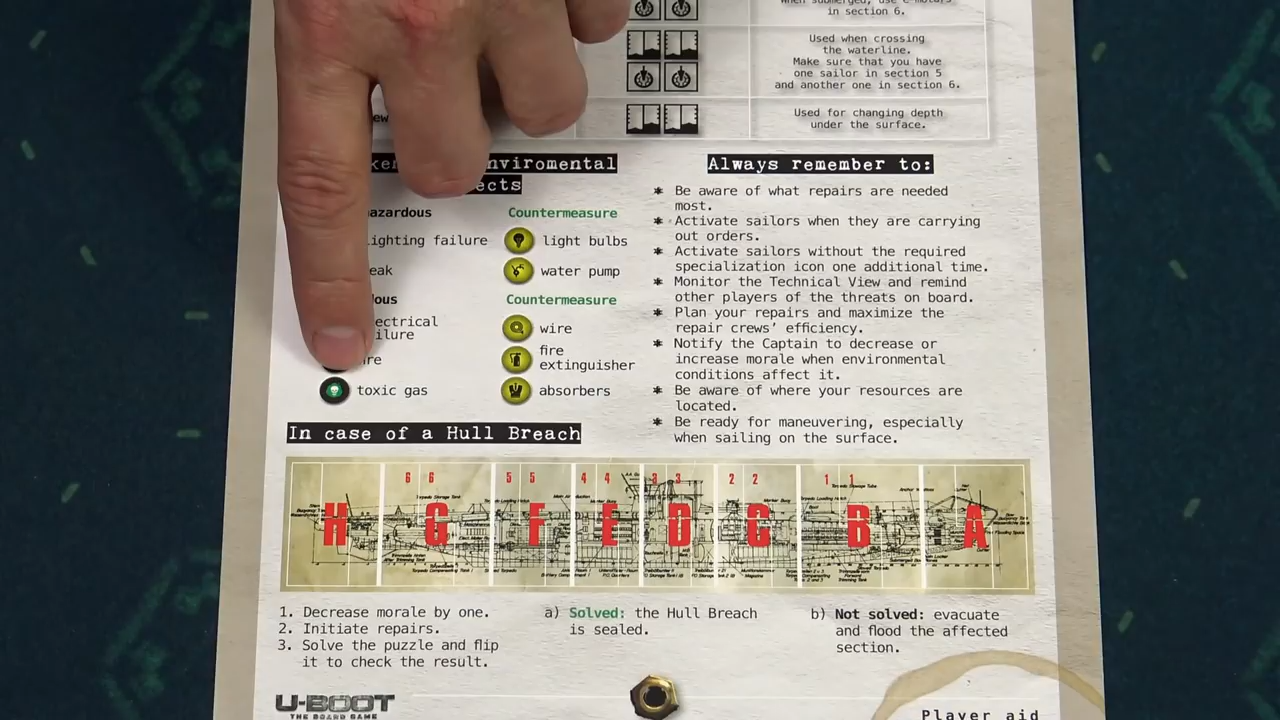 in section 6.
Used when crossing
the waterline.
Make sure that you have
one sailor in section 5
and another one in section 6.
Used for changing depth
under the surface.
Always remember to:
hazardous
Countermeasure
lighting failure
light bulbs
water pump
Countermeasure
wire
fire
extinguisher
toxic gas
absorbers
* Be aware of what repairs are needed
most.
* Activate sailors when they are carrying
out orders.
* Activate sailors without the required
specialization icon one additional time.
* Monitor the Technical View and remind
other players of the threats on board.
* Plan your repairs and maximize the
repair crews' efficiency.
* Notify the Captain to decrease or
increase morale when environmental
conditions affect it.
* Be aware of where your resources are
located.
* Be ready for maneuvering, especially
when sailing on the surface.
In case of a Hull Breach
6 6 5 5 4 4 3 3 2 2 1 1
H G F E D C B A
1. Decrease morale by one.
2. Initiate repairs.
3. Solve the puzzle and flip
it to check the result.
a) Solved: the Hull Breach
is sealed.
b) Not solved: evacuate
and flood the affected
section.
U-BOOT
THE BOARD GAME
Player aid